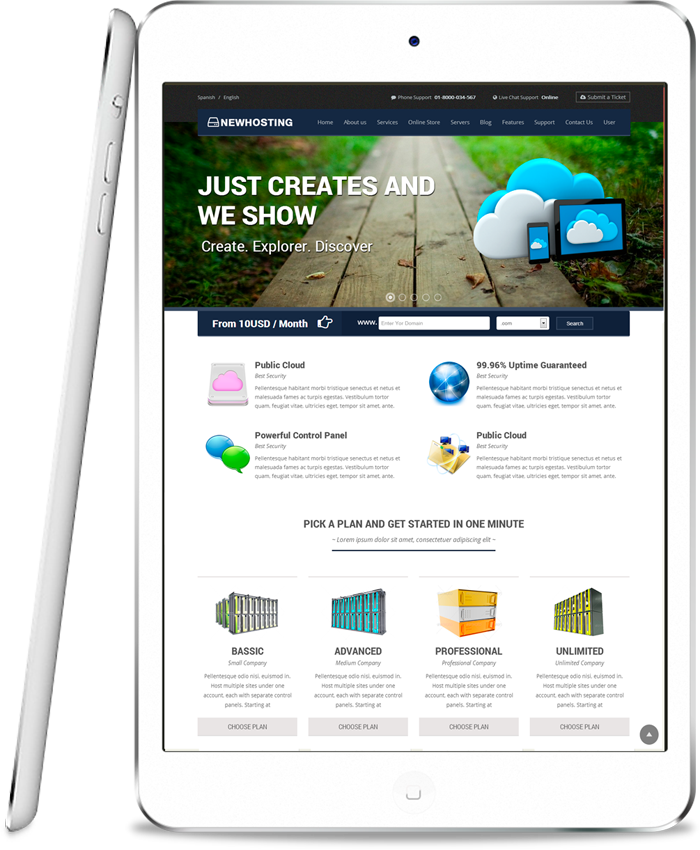 Spanish / English
Phone Support 01-8000-034-567
Live Chat Support Online
Submit a Ticket
NEWHOSTING
Home About us Services Online Store Servers Blog Features Support Contact Us User
JUST CREATES AND
WE SHOW
Create. Explorer. Discover
From 10USD / Month
www. Enter Yor Domain .com Search
Public Cloud
Best Security
Pellentesque habitant morbi tristique senectus et netus et
malesuada fames ac turpis egestas. Vestibulum tortor
quam, feugiat vitae, ultricies eget, tempor sit amet, ante.
99.96% Uptime Guaranteed
Best Security
Pellentesque habitant morbi tristique senectus et netus et
malesuada fames ac turpis egestas. Vestibulum tortor
quam, feugiat vitae, ultricies eget, tempor sit amet, ante.
Powerful Control Panel
Best Security
Pellentesque habitant morbi tristique senectus et netus et
malesuada fames ac turpis egestas. Vestibulum tortor
quam, feugiat vitae, ultricies eget, tempor sit amet, ante.
Public Cloud
Best Security
Pellentesque habitant morbi tristique senectus et netus et
malesuada fames ac turpis egestas. Vestibulum tortor
quam, feugiat vitae, ultricies eget, tempor sit amet, ante.
PICK A PLAN AND GET STARTED IN ONE MINUTE
~ Lorem ipsum dolor sit amet, consectetuer adipiscing elit ~
BASSIC
Small Company
Pellentesque odio nisi, euismod in.
Host multiple sites under one
account, each with separate control
panels. Starting at
CHOOSE PLAN
ADVANCED
Medium Company
Pellentesque odio nisi, euismod in.
Host multiple sites under one
account, each with separate control
panels. Starting at
CHOOSE PLAN
PROFESSIONAL
Professional Company
Pellentesque odio nisi, euismod in.
Host multiple sites under one
account, each with separate control
panels. Starting at
CHOOSE PLAN
UNLIMITED
Unlimited Company
Pellentesque odio nisi, euismod in.
Host multiple sites under one
account, each with separate control
panels. Starting at
CHOOSE PLAN